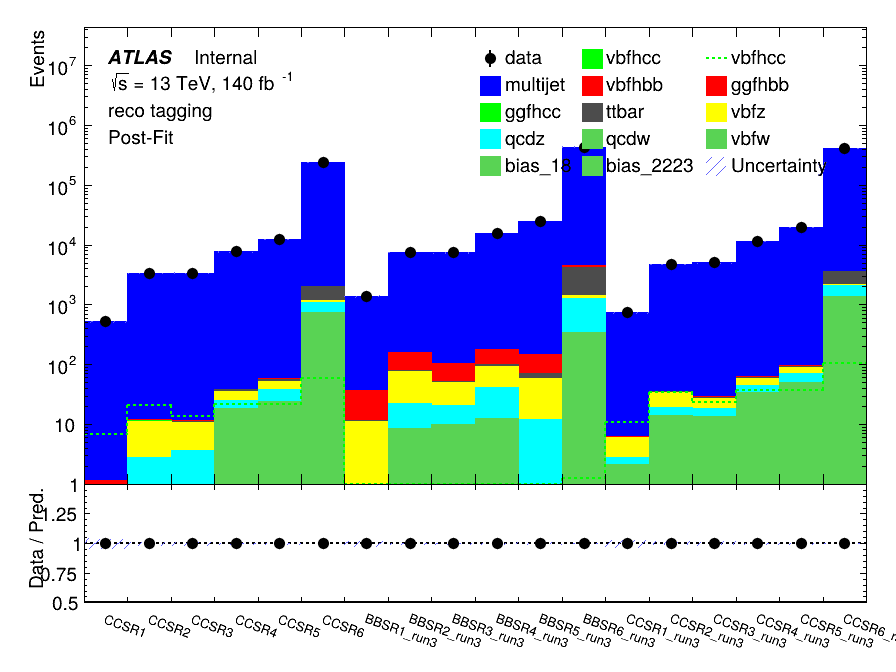 Events
ATLAS Internal
√s = 13 TeV, 140 fb -1
reco tagging
Post-Fit
data vbfhcc vbfhcc
multijet vbfhbb ggfhbb
ggfhcc ttbar vbfz
qcdz qcdw vbfw
bias_18 bias_2223 Uncertainty
10^7
10^6
10^5
10^4
10^3
10^2
10
1
Data / Pred.
1.25
1
0.75
0.5
CCSR1
CCSR2
CCSR3
CCSR4
CCSR5
CCSR6
BBSR1_run3
BBSR2_run3
BBSR3_run3
BBSR4_run3
BBSR5_run3
BBSR6_run3
CCSR1_run3
CCSR2_run3
CCSR3_run3
CCSR4_run3
CCSR5_run3
CCSR6_r